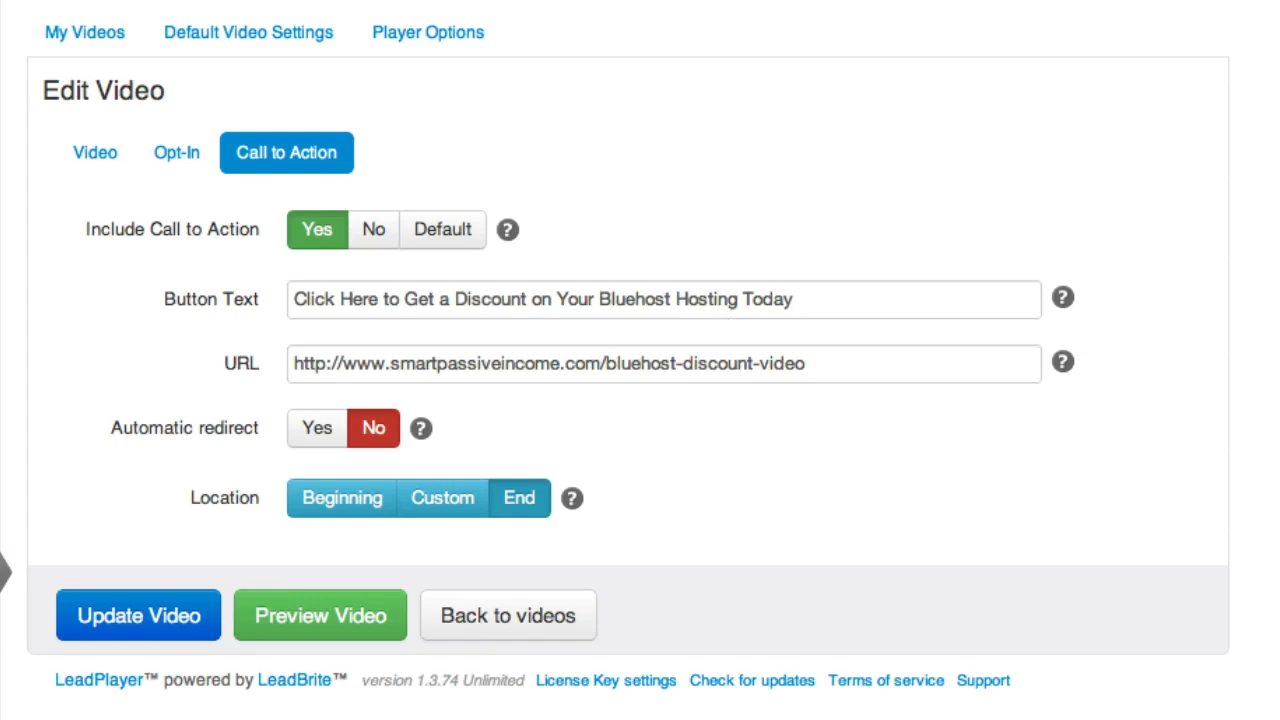 My Videos Default Video Settings Player Options
Edit Video
Video Opt-In Call to Action
Include Call to Action Yes No Default ?
Button Text Click Here to Get a Discount on Your Bluehost Hosting Today ?
URL http://www.smartpassiveincome.com/bluehost-discount-video ?
Automatic redirect Yes No ?
Location Beginning Custom End ?
Update Video Preview Video Back to videos
LeadPlayer™ powered by LeadBrite™ version 1.3.74 Unlimited License Key settings Check for updates Terms of service Support